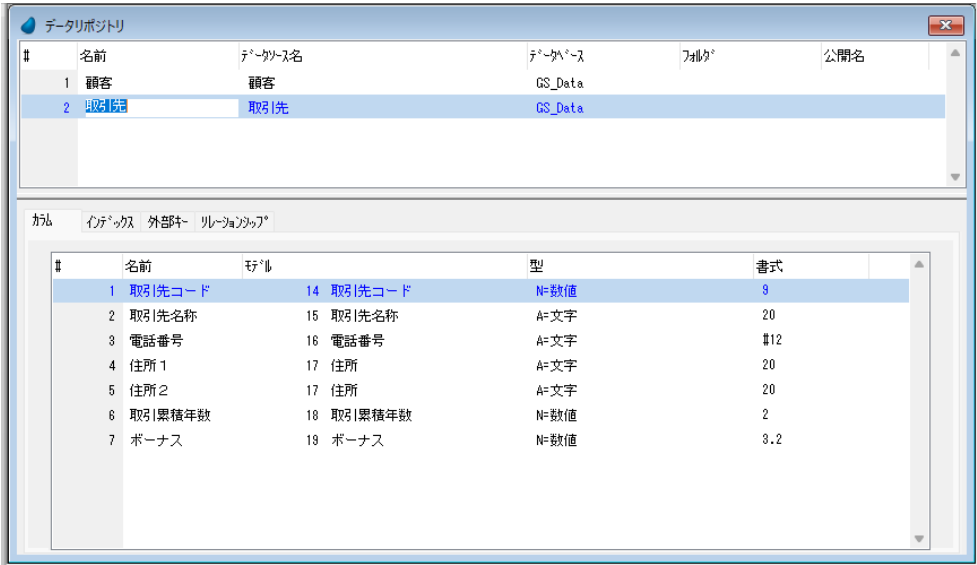 データリポジトリ
# 名前 ﾃﾞｰﾀｿｰｽ名 ﾃﾞｰﾀﾍﾞｰｽ ﾌｫﾙﾀﾞ 公開名
1 顧客 顧客 GS_Data
2 取引先 取引先 GS_Data
ｶﾗﾑ ｲﾝﾃﾞｯｸｽ 外部ｷｰ ﾘﾚｰｼｮﾝｼｯﾌﾟ
# 名前 ﾓﾃﾞﾙ 型 書式
1 取引先コード 14 取引先コード N=数値 9
2 取引先名称 15 取引先名称 A=文字 20
3 電話番号 16 電話番号 A=文字 #12
4 住所１ 17 住所 A=文字 20
5 住所２ 17 住所 A=文字 20
6 取引累積年数 18 取引累積年数 N=数値 2
7 ボーナス 19 ボーナス N=数値 3.2